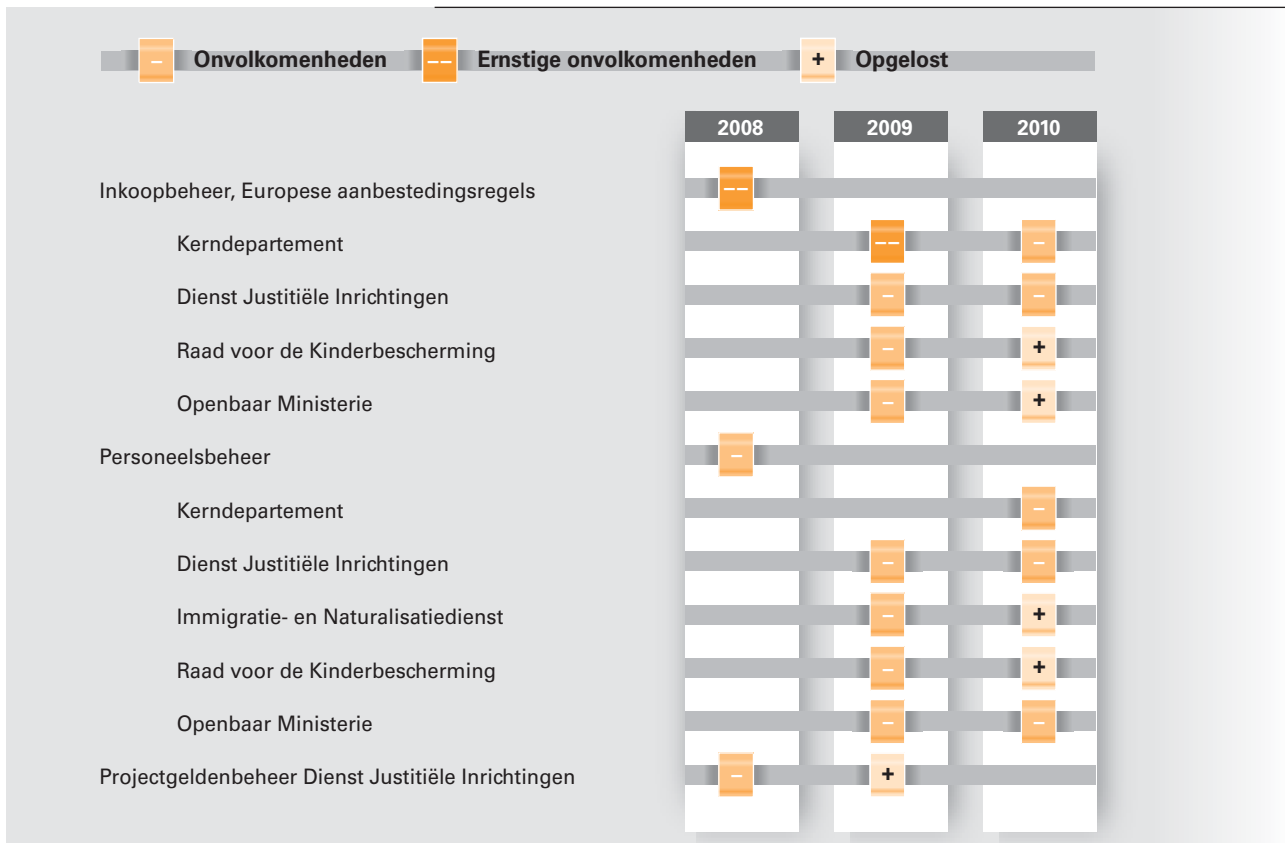 – Onvolkomenheden –– Ernstige onvolkomenheden + Opgelost
2008 2009 2010
Inkoopbeheer, Europese aanbestedingsregels ––
Kerndepartement –– –
Dienst Justitiële Inrichtingen – –
Raad voor de Kinderbescherming – +
Openbaar Ministerie – +
Personeelsbeheer –
Kerndepartement –
Dienst Justitiële Inrichtingen – –
Immigratie- en Naturalisatiedienst – +
Raad voor de Kinderbescherming – +
Openbaar Ministerie – –
Projectgeldenbeheer Dienst Justitiële Inrichtingen – +